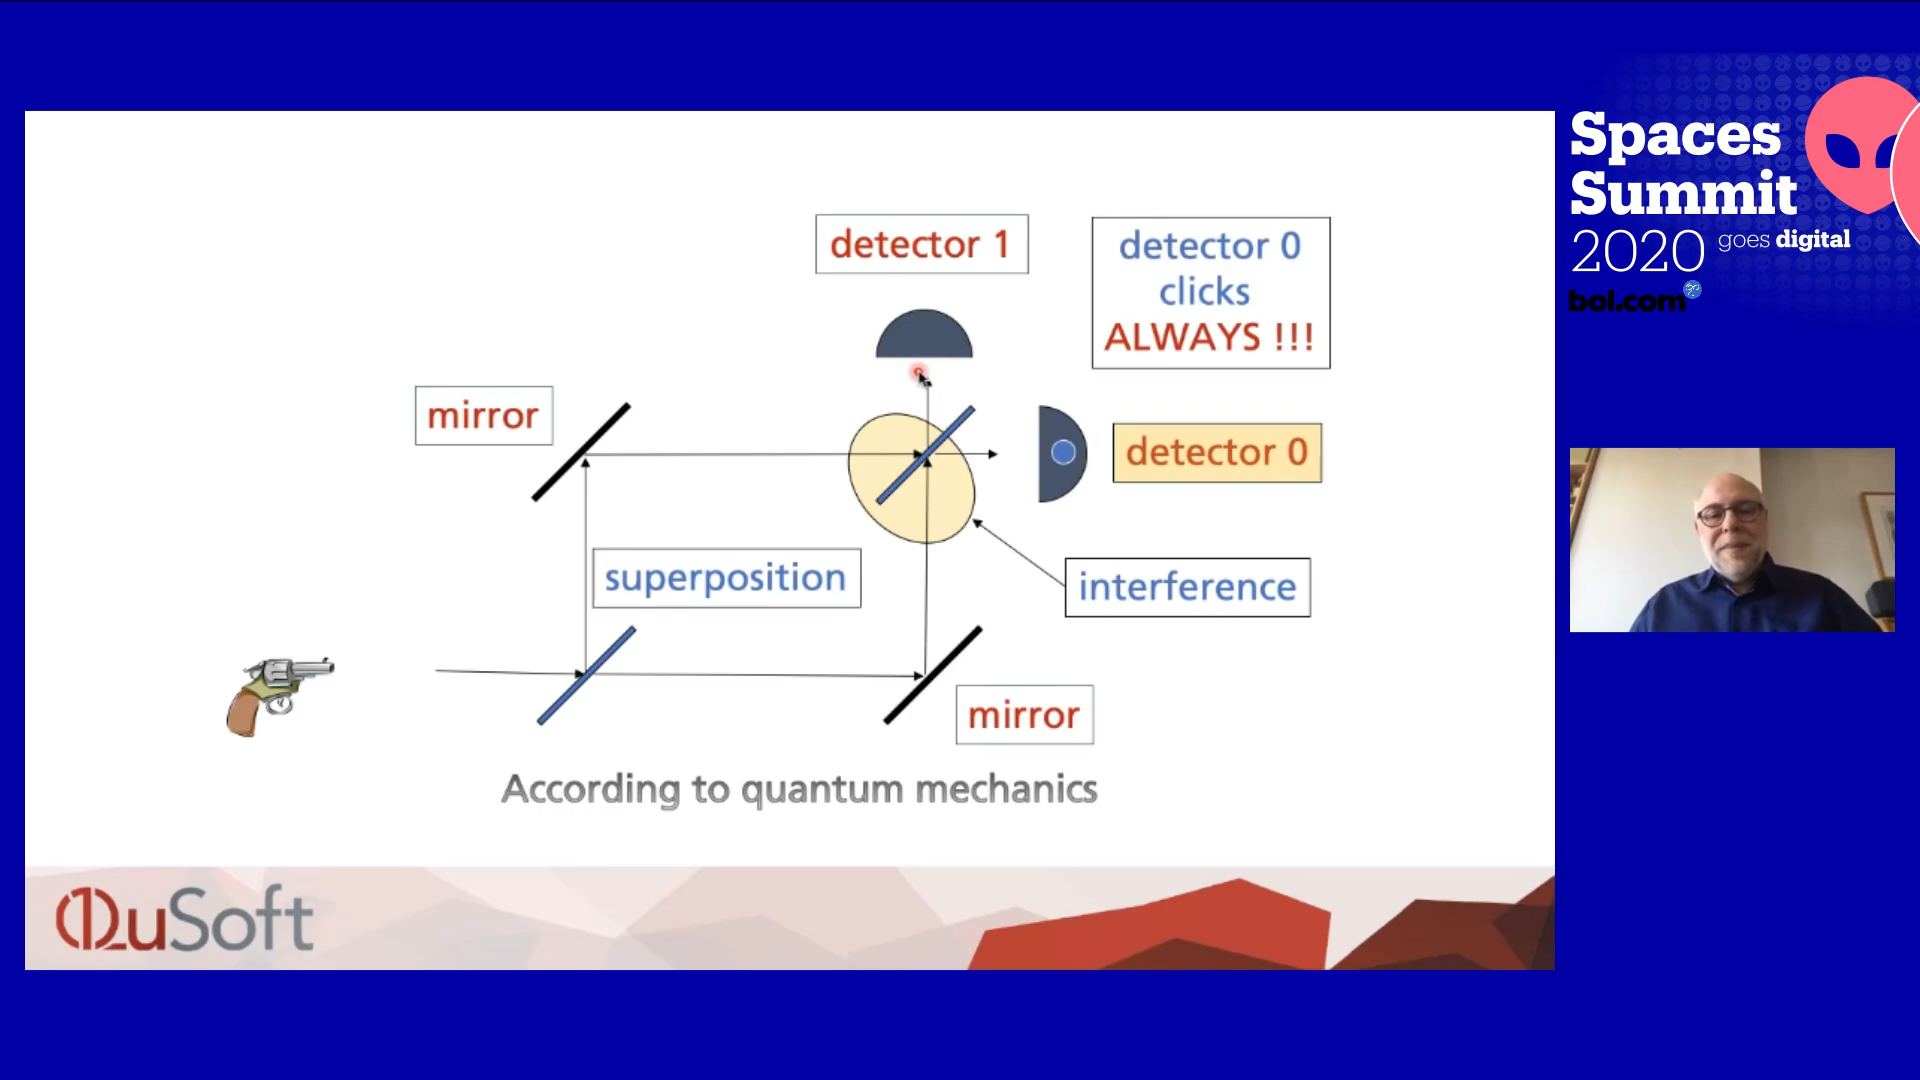 detector 1
detector 0
clicks
ALWAYS !!!
mirror
detector 0
superposition
interference
mirror
According to quantum mechanics
QuSoft
Spaces
Summit
2020 goes digital
bol.com